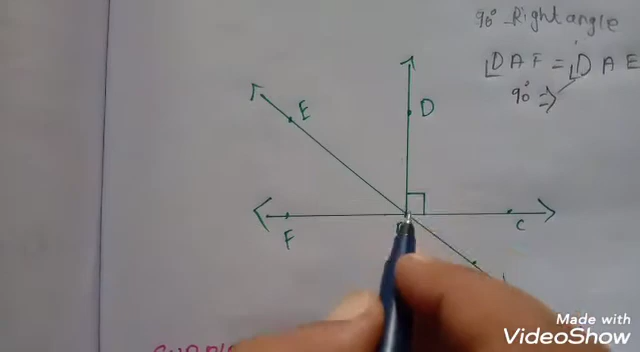 90° Right angle
∠DAF = ∠DAE
90° ⇒
E
D
F
C
Made with
VideoShow